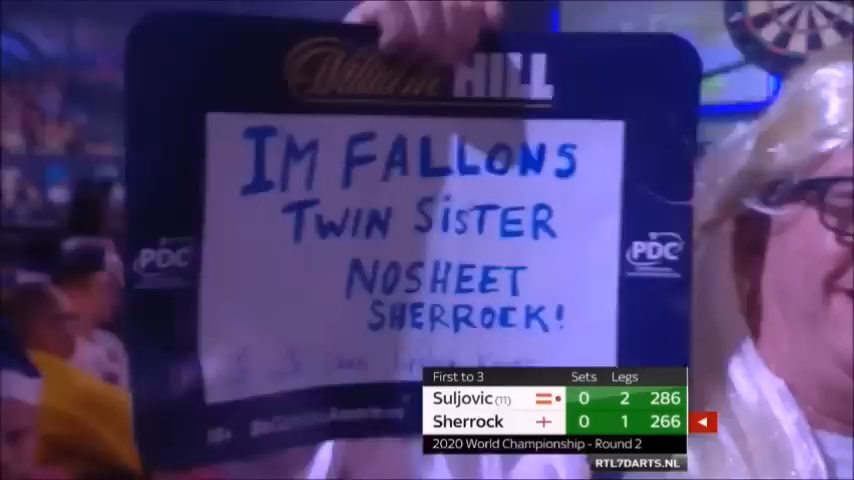 William HILL
IM FALLONS
TWIN SiSTER
NOSHEET
SHERROCK!
PDC
PDC
First to 3 Sets Legs
Suljovic (11) 0 2 286
Sherrock 0 1 266
2020 World Championship - Round 2
RTL7DARTS.NL